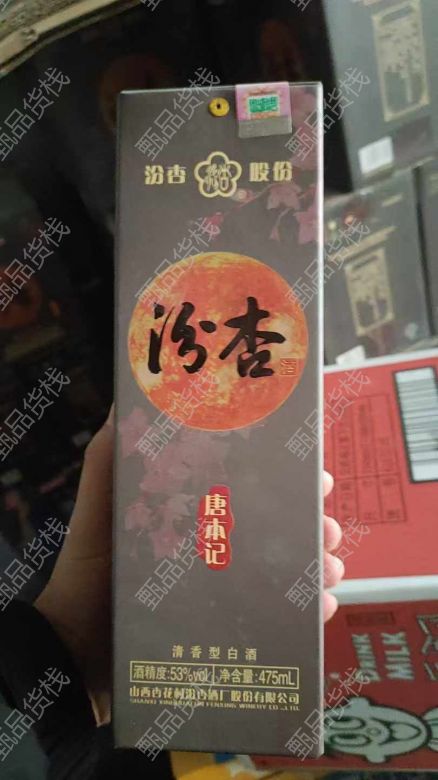 汾杏 股份
汾杏
唐本记
清香型白酒
酒精度:53%vol 净含量:475mL
山西杏花村汾杏酒厂股份有限公司
SHANXI XINGHUACUN FENXING WINERY CO.,LTD.
DRINK
MILK
甄品货栈